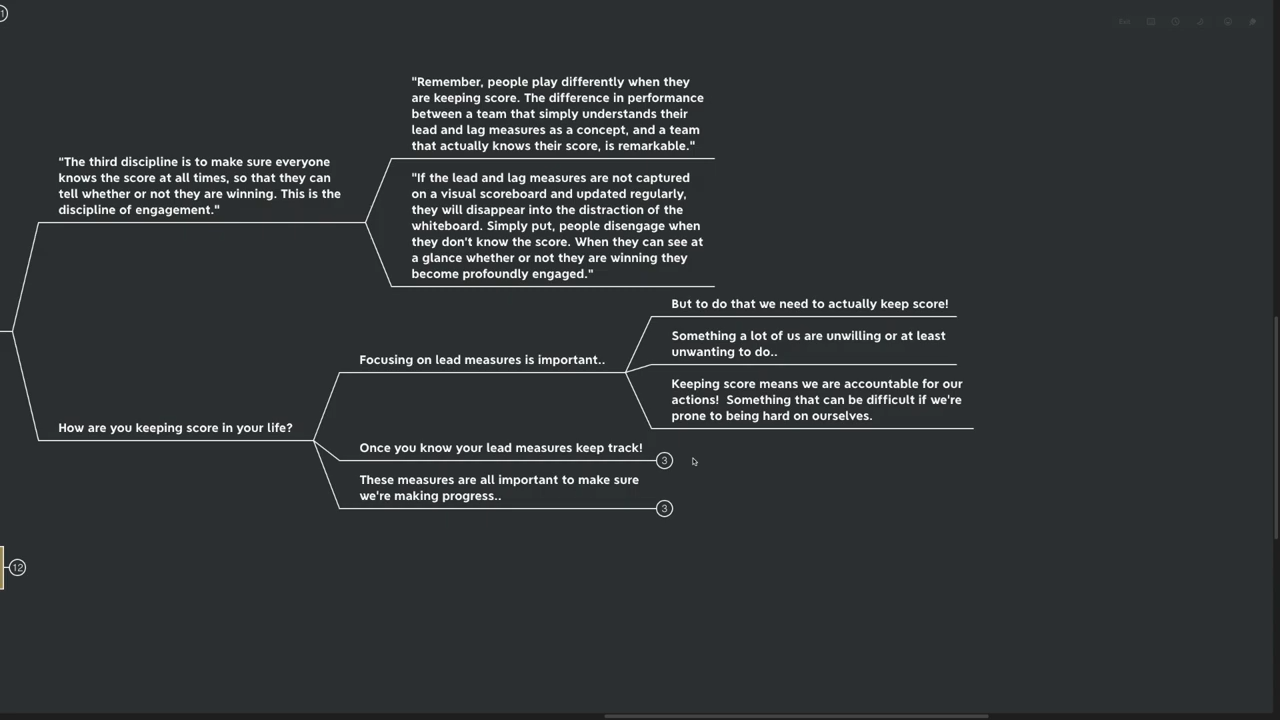 1
"Remember, people play differently when they
are keeping score. The difference in performance
between a team that simply understands their
lead and lag measures as a concept, and a team
that actually knows their score, is remarkable."
"The third discipline is to make sure everyone
knows the score at all times, so that they can
tell whether or not they are winning. This is the
discipline of engagement."
"If the lead and lag measures are not captured
on a visual scoreboard and updated regularly,
they will disappear into the distraction of the
whiteboard. Simply put, people disengage when
they don't know the score. When they can see at
a glance whether or not they are winning they
become profoundly engaged."
But to do that we need to actually keep score!
Something a lot of us are unwilling or at least
unwanting to do..
Focusing on lead measures is important..
Keeping score means we are accountable for our
actions!  Something that can be difficult if we're
prone to being hard on ourselves.
How are you keeping score in your life?
Once you know your lead measures keep track!
3
These measures are all important to make sure
we're making progress..
3
12